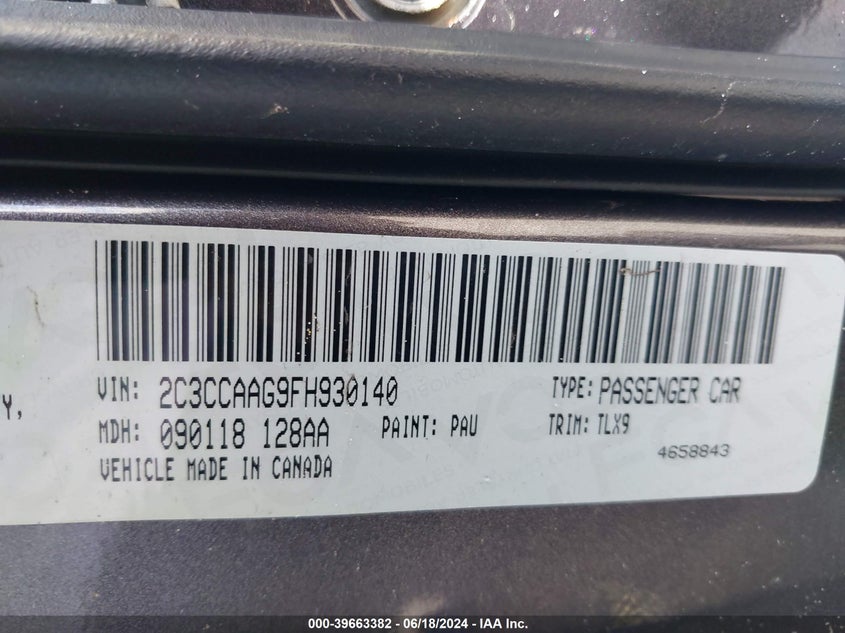 VIN: 2C3CCAAG9FH930140 TYPE: PASSENGER CAR
Y,
MDH: 090118 128AA PAINT: PAU TRIM: TLX9
4658843
VEHICLE MADE IN CANADA
000-39663382 - 06/18/2024 - IAA Inc.